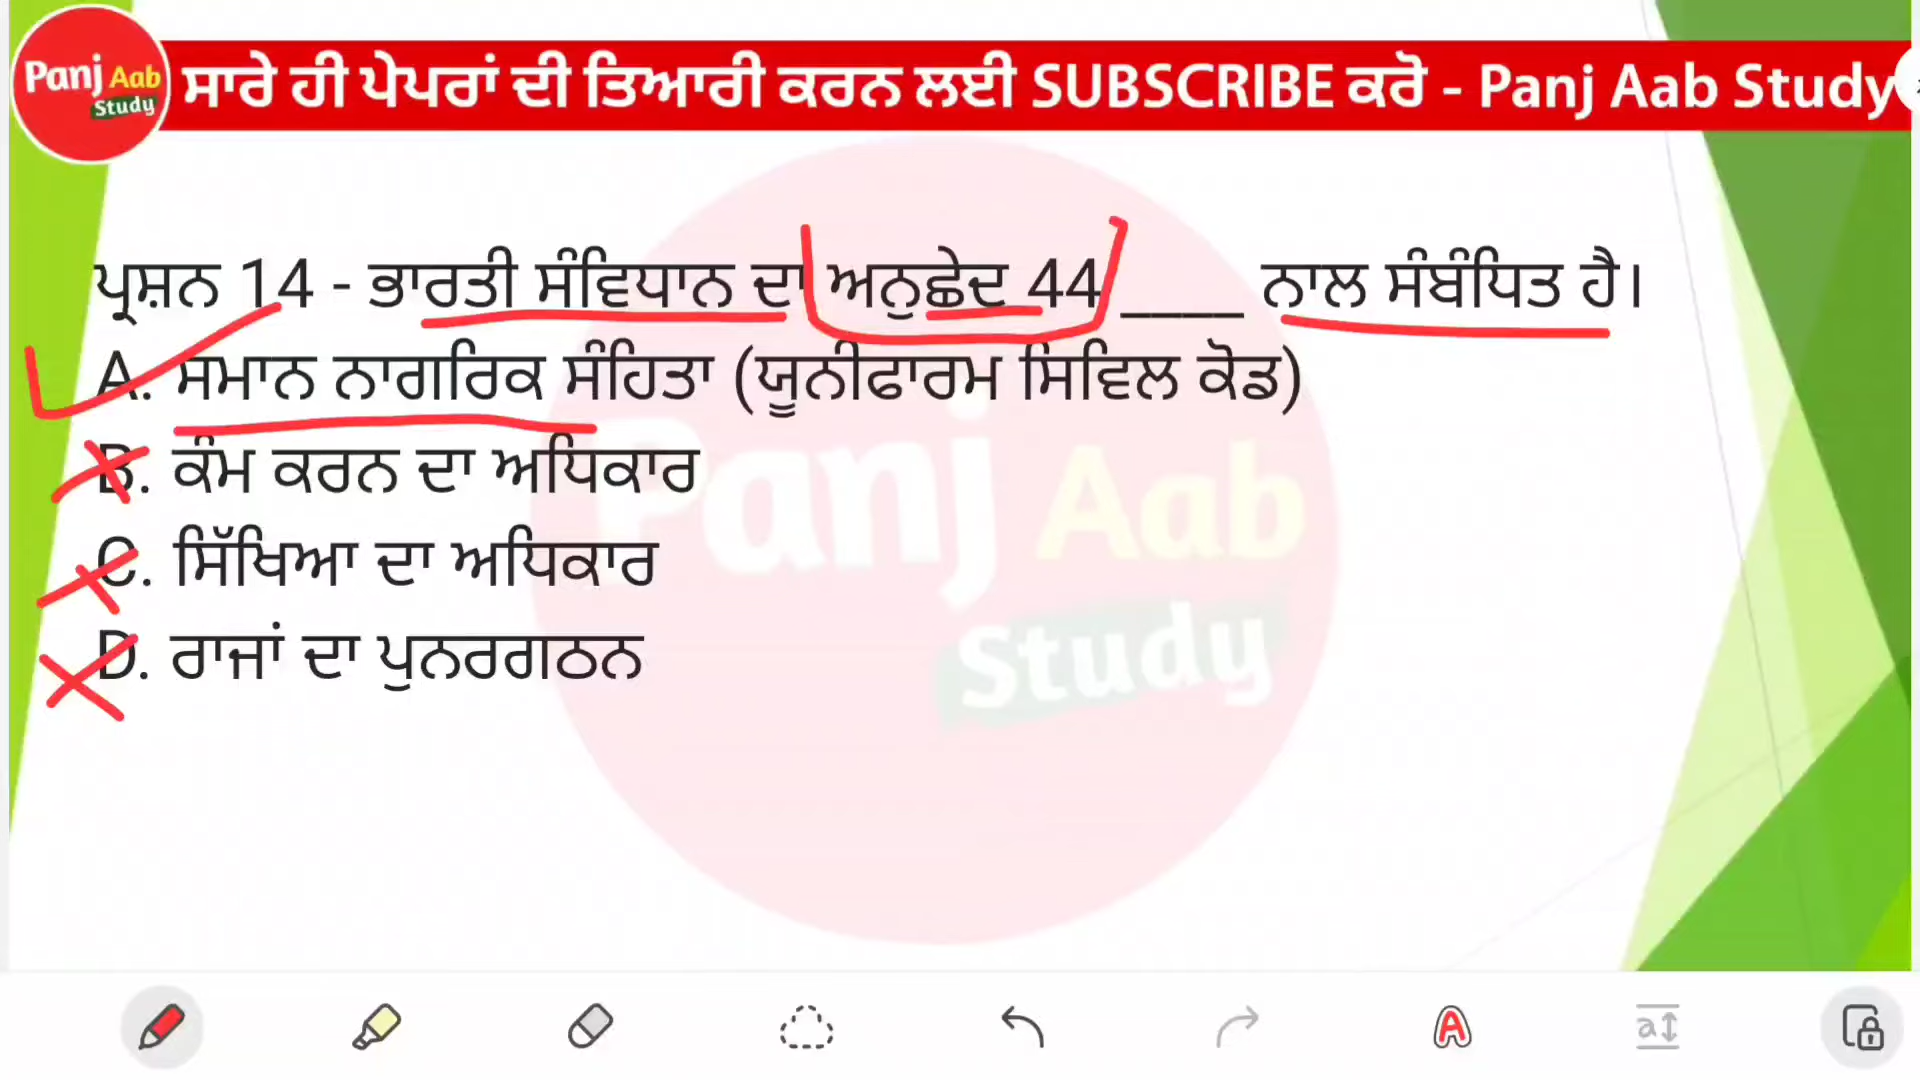 Panj Aab Study
ਸਾਰੇ ਹੀ ਪੇਪਰਾਂ ਦੀ ਤਿਆਰੀ ਕਰਨ ਲਈ SUBSCRIBE ਕਰੋ - Panj Aab Study
ਪ੍ਰਸ਼ਨ 14 - ਭਾਰਤੀ ਸੰਵਿਧਾਨ ਦਾ ਅਨੁਛੇਦ 44 ____ ਨਾਲ ਸੰਬੰਧਿਤ ਹੈ।
A. ਸਮਾਨ ਨਾਗਰਿਕ ਸੰਹਿਤਾ (ਯੂਨੀਫਾਰਮ ਸਿਵਿਲ ਕੋਡ)
B. ਕੰਮ ਕਰਨ ਦਾ ਅਧਿਕਾਰ
C. ਸਿੱਖਿਆ ਦਾ ਅਧਿਕਾਰ
D. ਰਾਜਾਂ ਦਾ ਪੁਨਰਗਠਨ
Panj Aab
Study
A
a